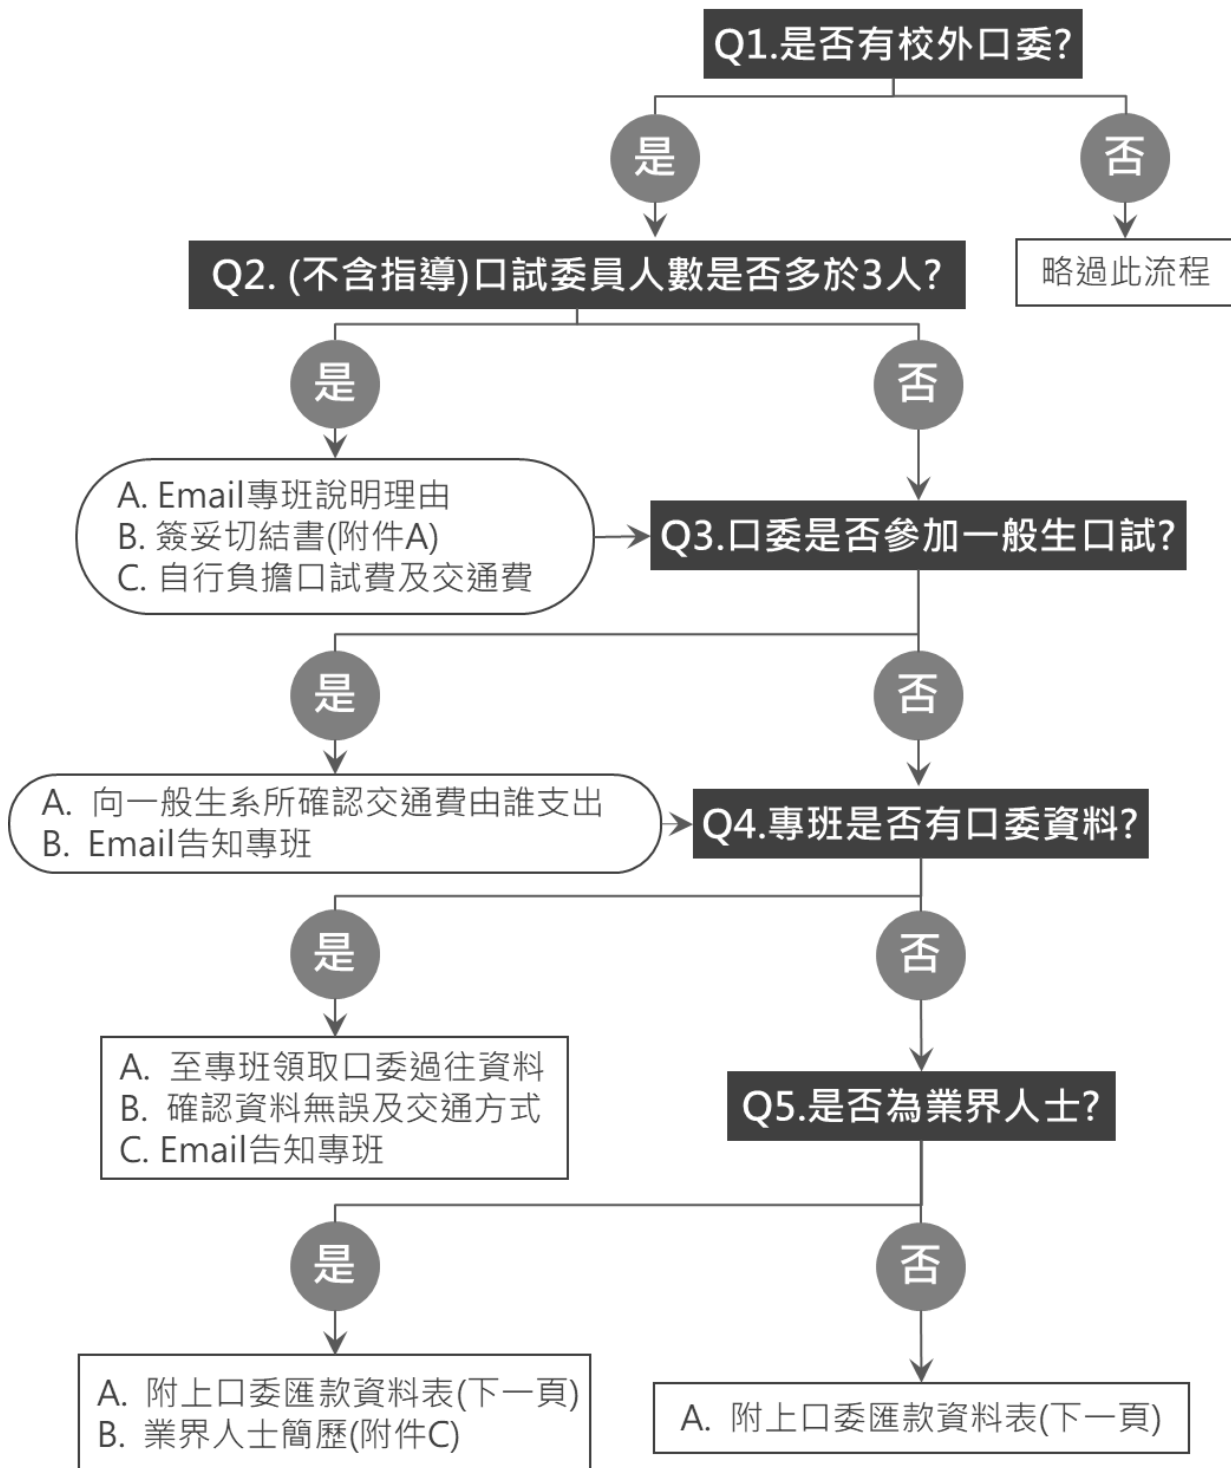 Q1.是否有校外口委?
是
否
略過此流程
Q2. (不含指導)口試委員人數是否多於3人?
是
否
A. Email專班說明理由
B. 簽妥切結書(附件A)
C. 自行負擔口試費及交通費
Q3.口委是否參加一般生口試?
是
否
A. 向一般生系所確認交通費由誰支出
B. Email告知專班
Q4.專班是否有口委資料?
是
否
A. 至專班領取口委過往資料
B. 確認資料無誤及交通方式
C. Email告知專班
Q5.是否為業界人士?
是
否
A. 附上口委匯款資料表(下一頁)
B. 業界人士簡歷(附件C)
A. 附上口委匯款資料表(下一頁)